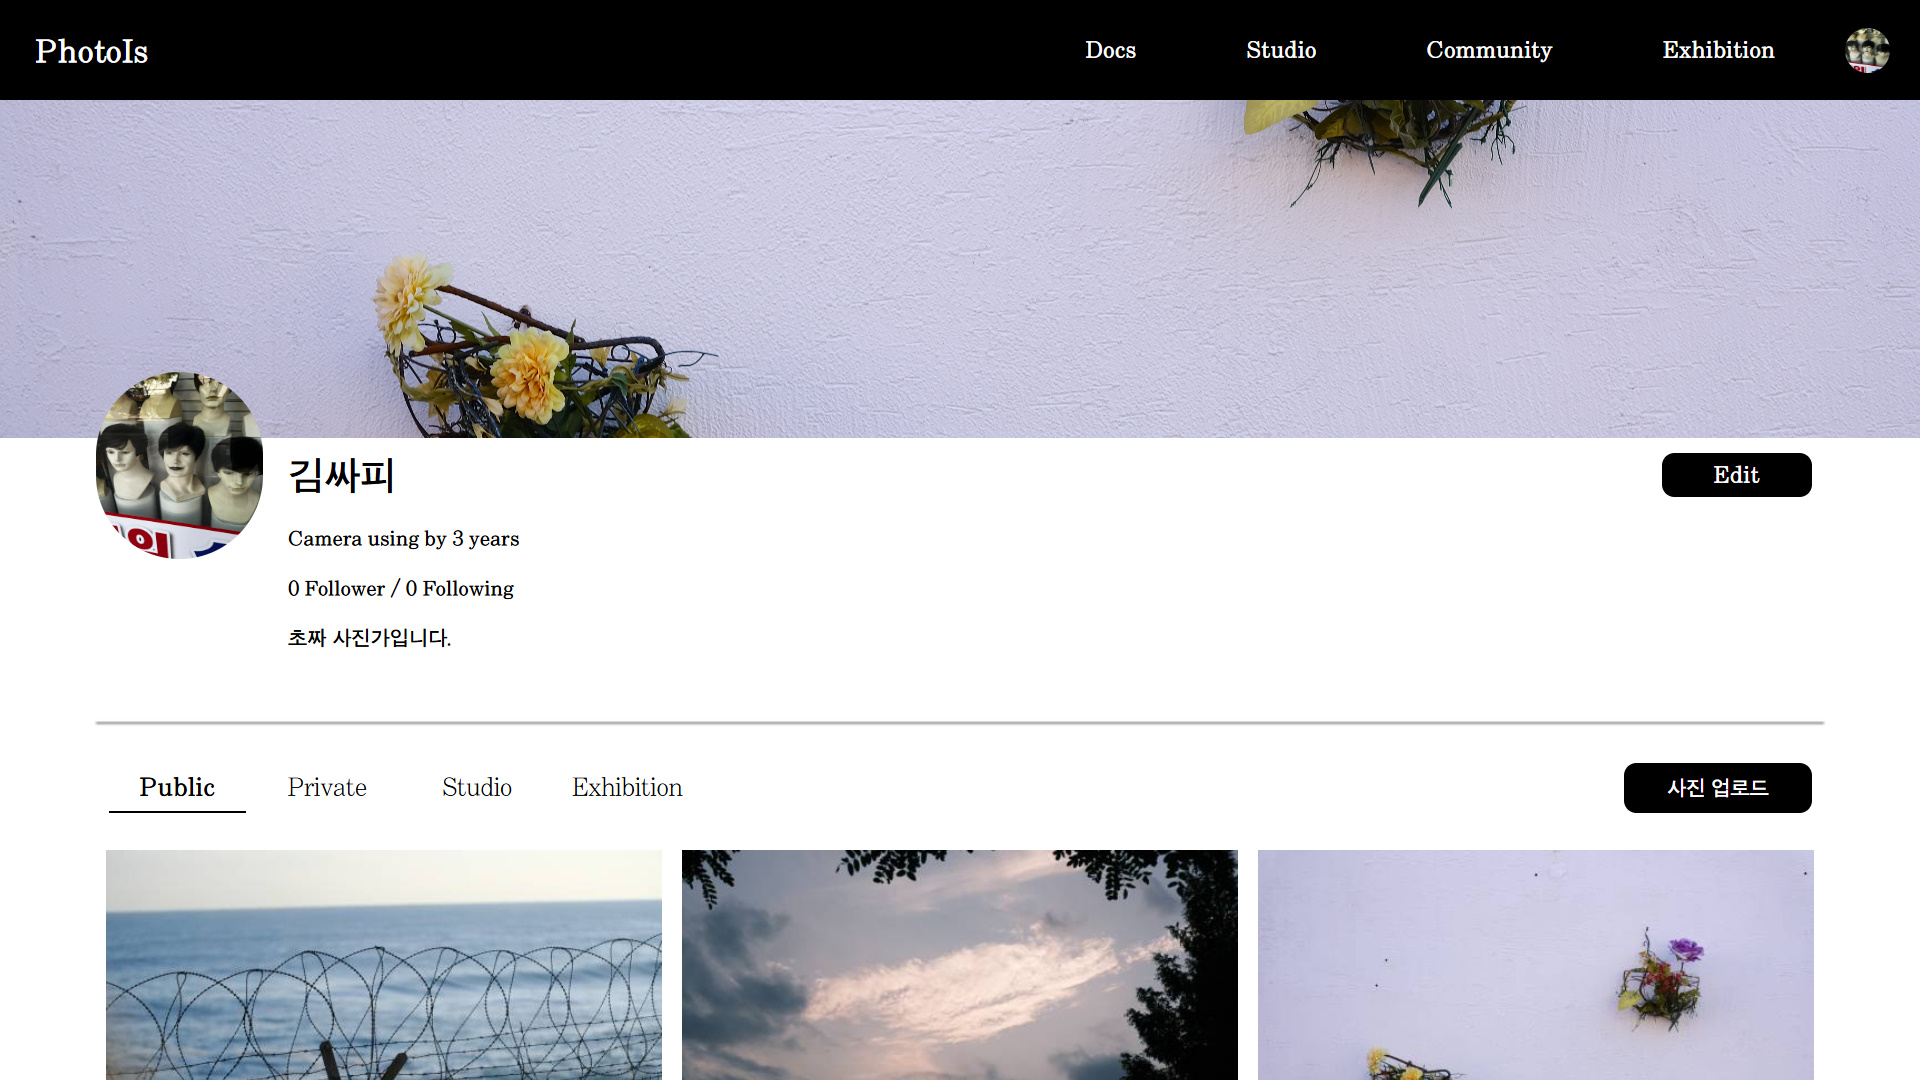 PhotoIs
Docs
Studio
Community
Exhibition
김싸피
Edit
Camera using by 3 years
0 Follower / 0 Following
초짜 사진가입니다.
Public
Private
Studio
Exhibition
사진 업로드